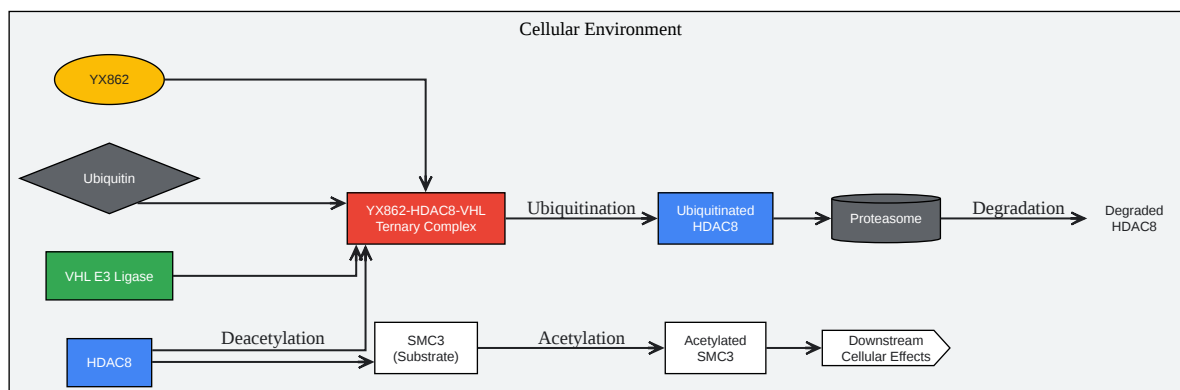 Cellular Environment
YX862
Ubiquitin
YX862-HDAC8-VHL
Ternary Complex
Ubiquitination
Ubiquitinated
HDAC8
Proteasome
Degradation
Degraded
HDAC8
VHL E3 Ligase
HDAC8
Deacetylation
SMC3
(Substrate)
Acetylation
Acetylated
SMC3
Downstream
Cellular Effects